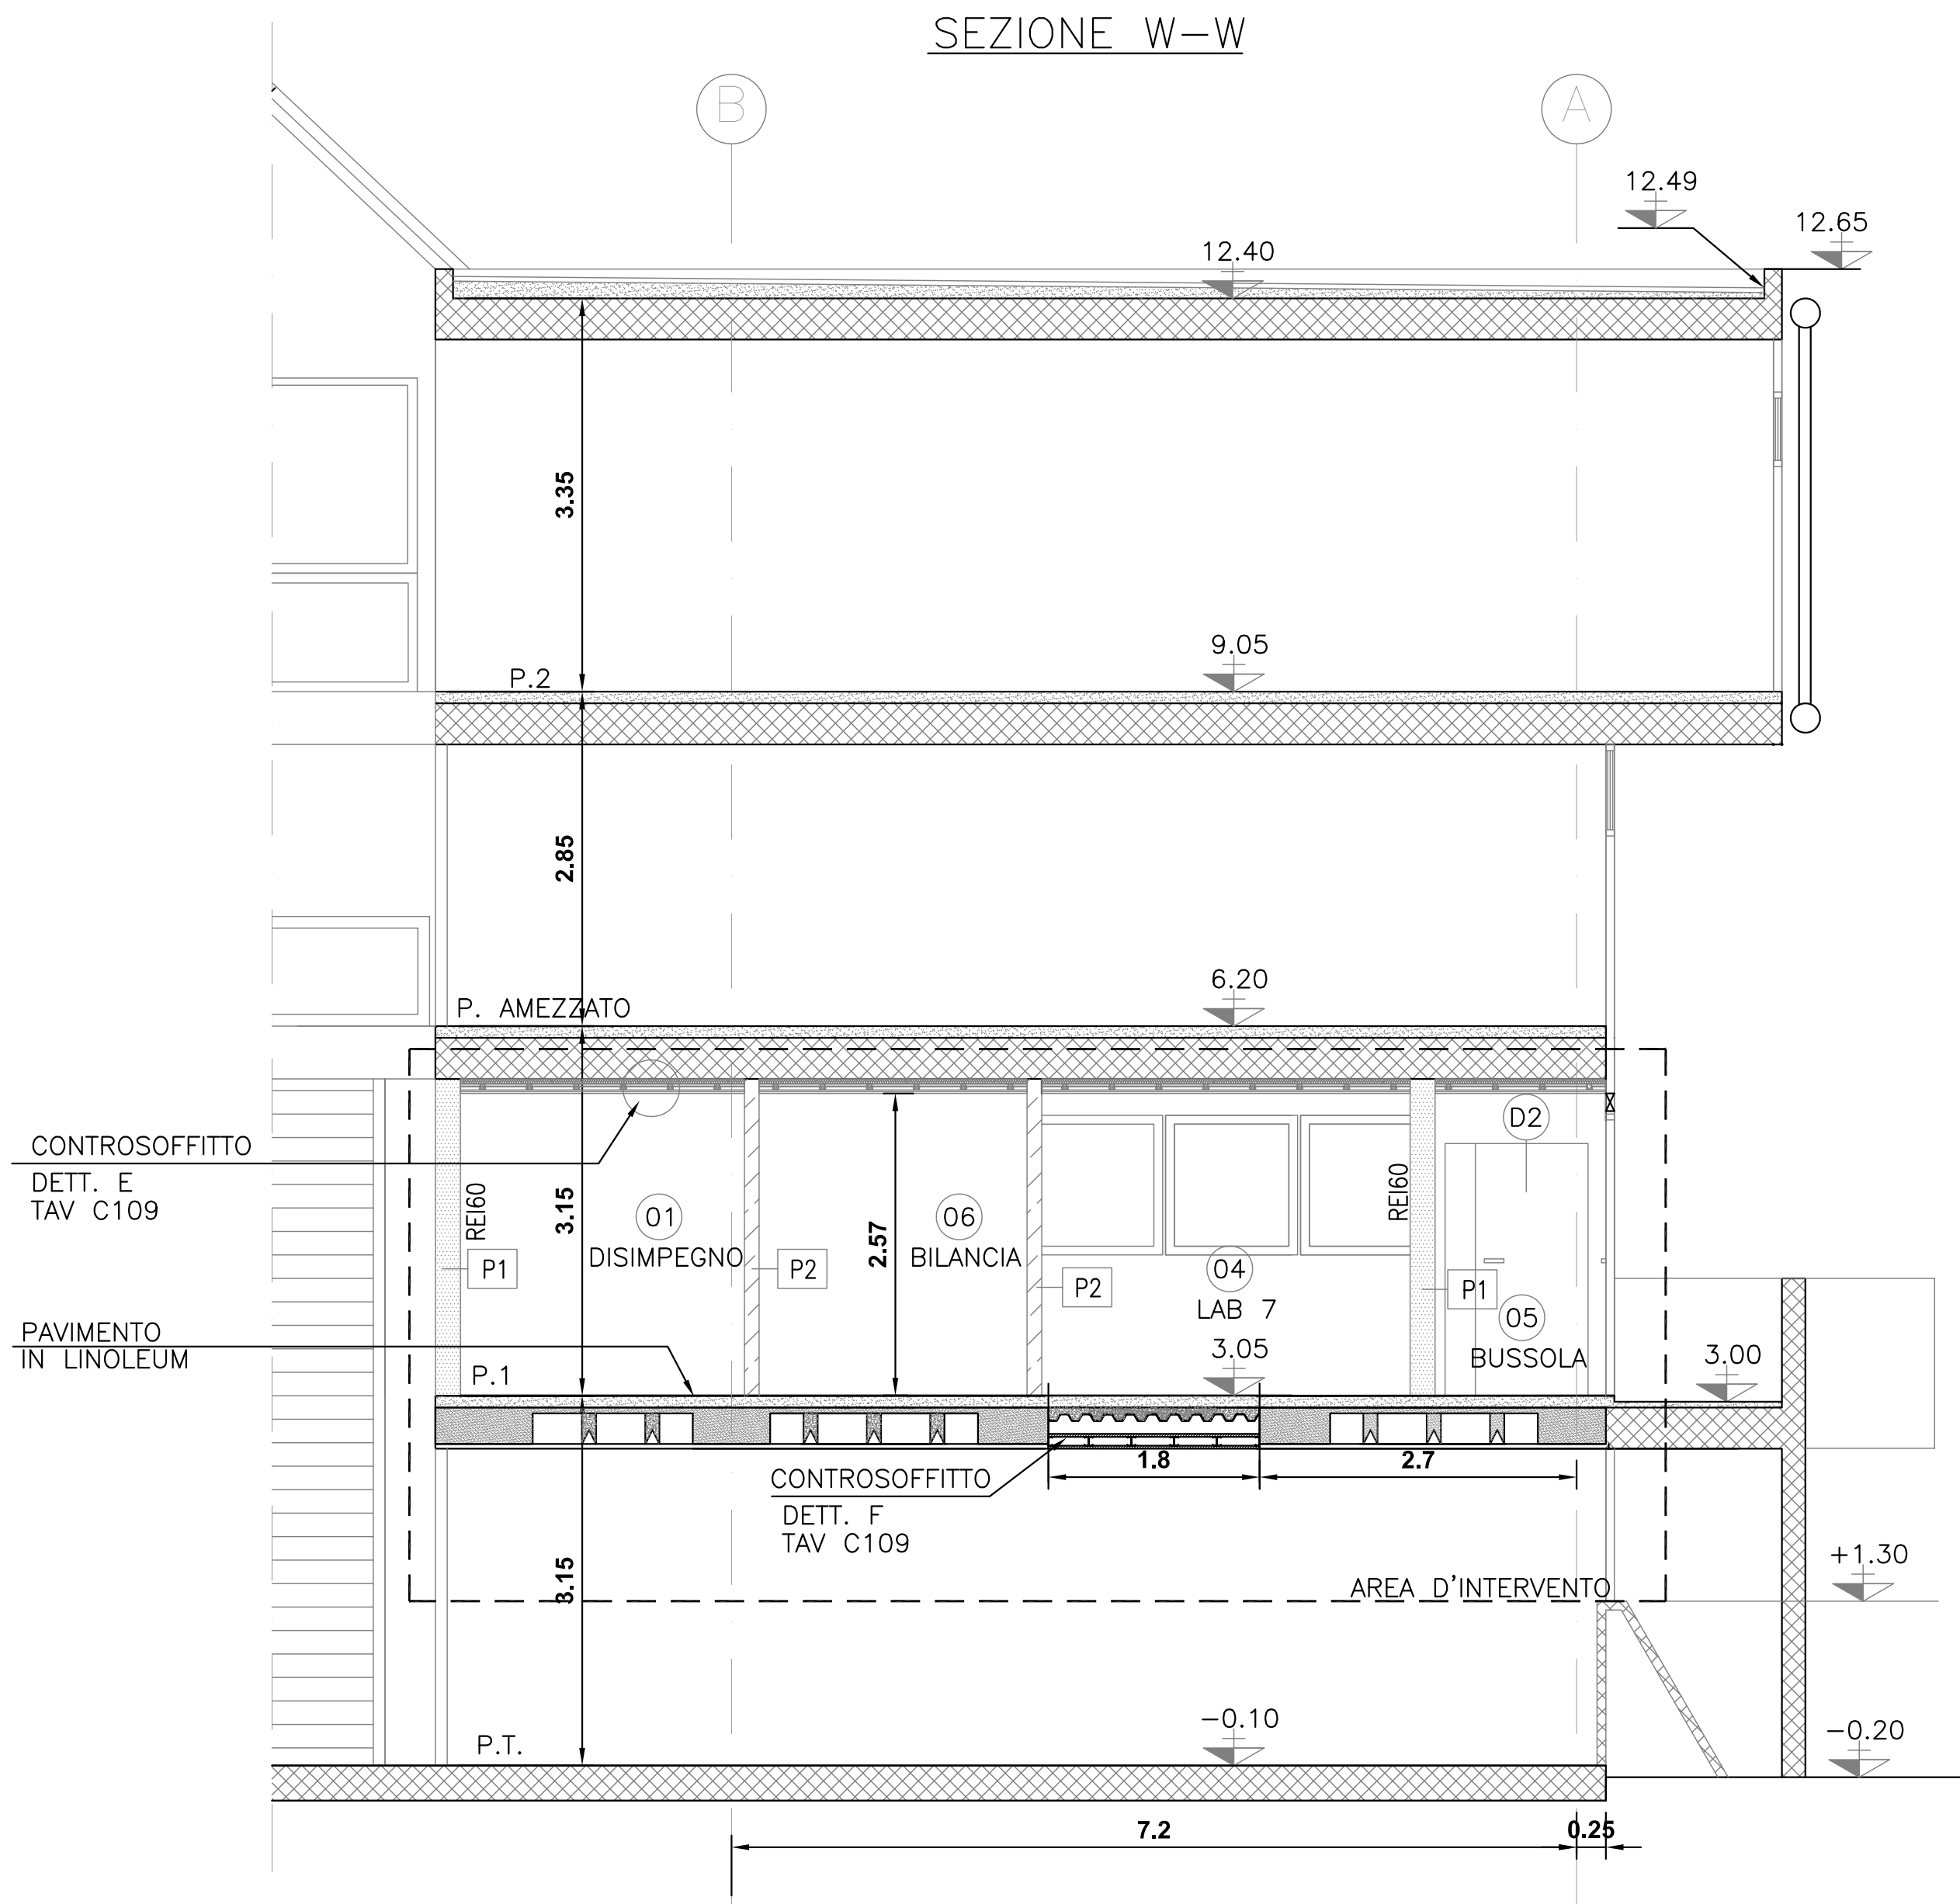 SEZIONE W–W
B
A
12.49
12.65
12.40
3.35
9.05
P.2
2.85
6.20
P. AMEZZATO
D2
CONTROSOFFITTO
DETT. E
TAV C109
REI60
3.15
01
DISIMPEGNO
P1
P2
2.57
06
BILANCIA
P2
REI60
04
LAB 7
P1
05
BUSSOLA
PAVIMENTO
IN LINOLEUM
P.1
3.05
3.00
1.8
2.7
CONTROSOFFITTO
DETT. F
TAV C109
3.15
AREA D'INTERVENTO
+1.30
P.T.
–0.10
–0.20
7.2
0.25